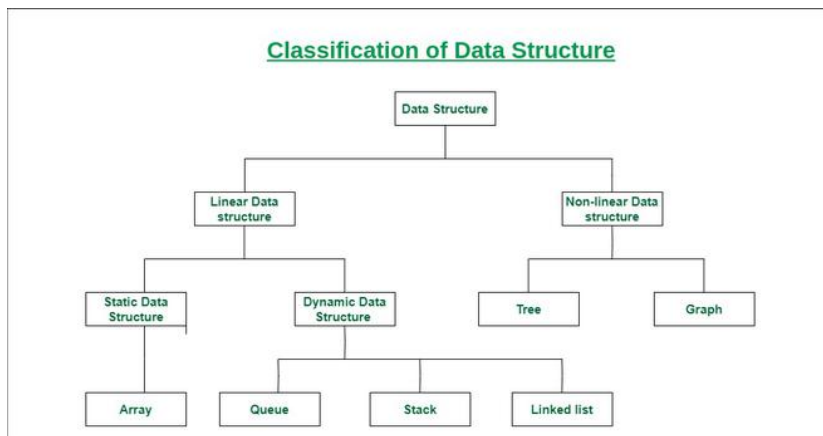 Classification of Data Structure
Data Structure
Linear Data
structure
Non-linear Data
structure
Static Data
Structure
Dynamic Data
Structure
Tree
Graph
Array
Queue
Stack
Linked list